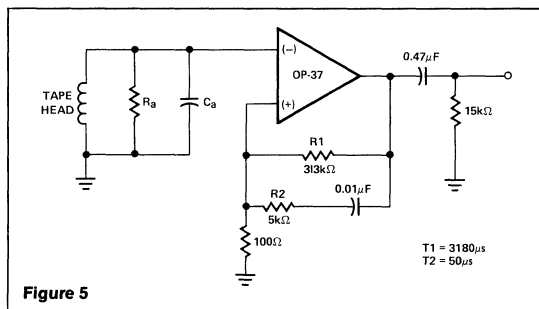 0.47μF
(−)
OP-37
(+)
TAPE
HEAD
Ra
Ca
15kΩ
R1
3I3kΩ
0.01μF
R2
5kΩ
100Ω
T1 = 3180μs
T2 = 50μs
Figure 5